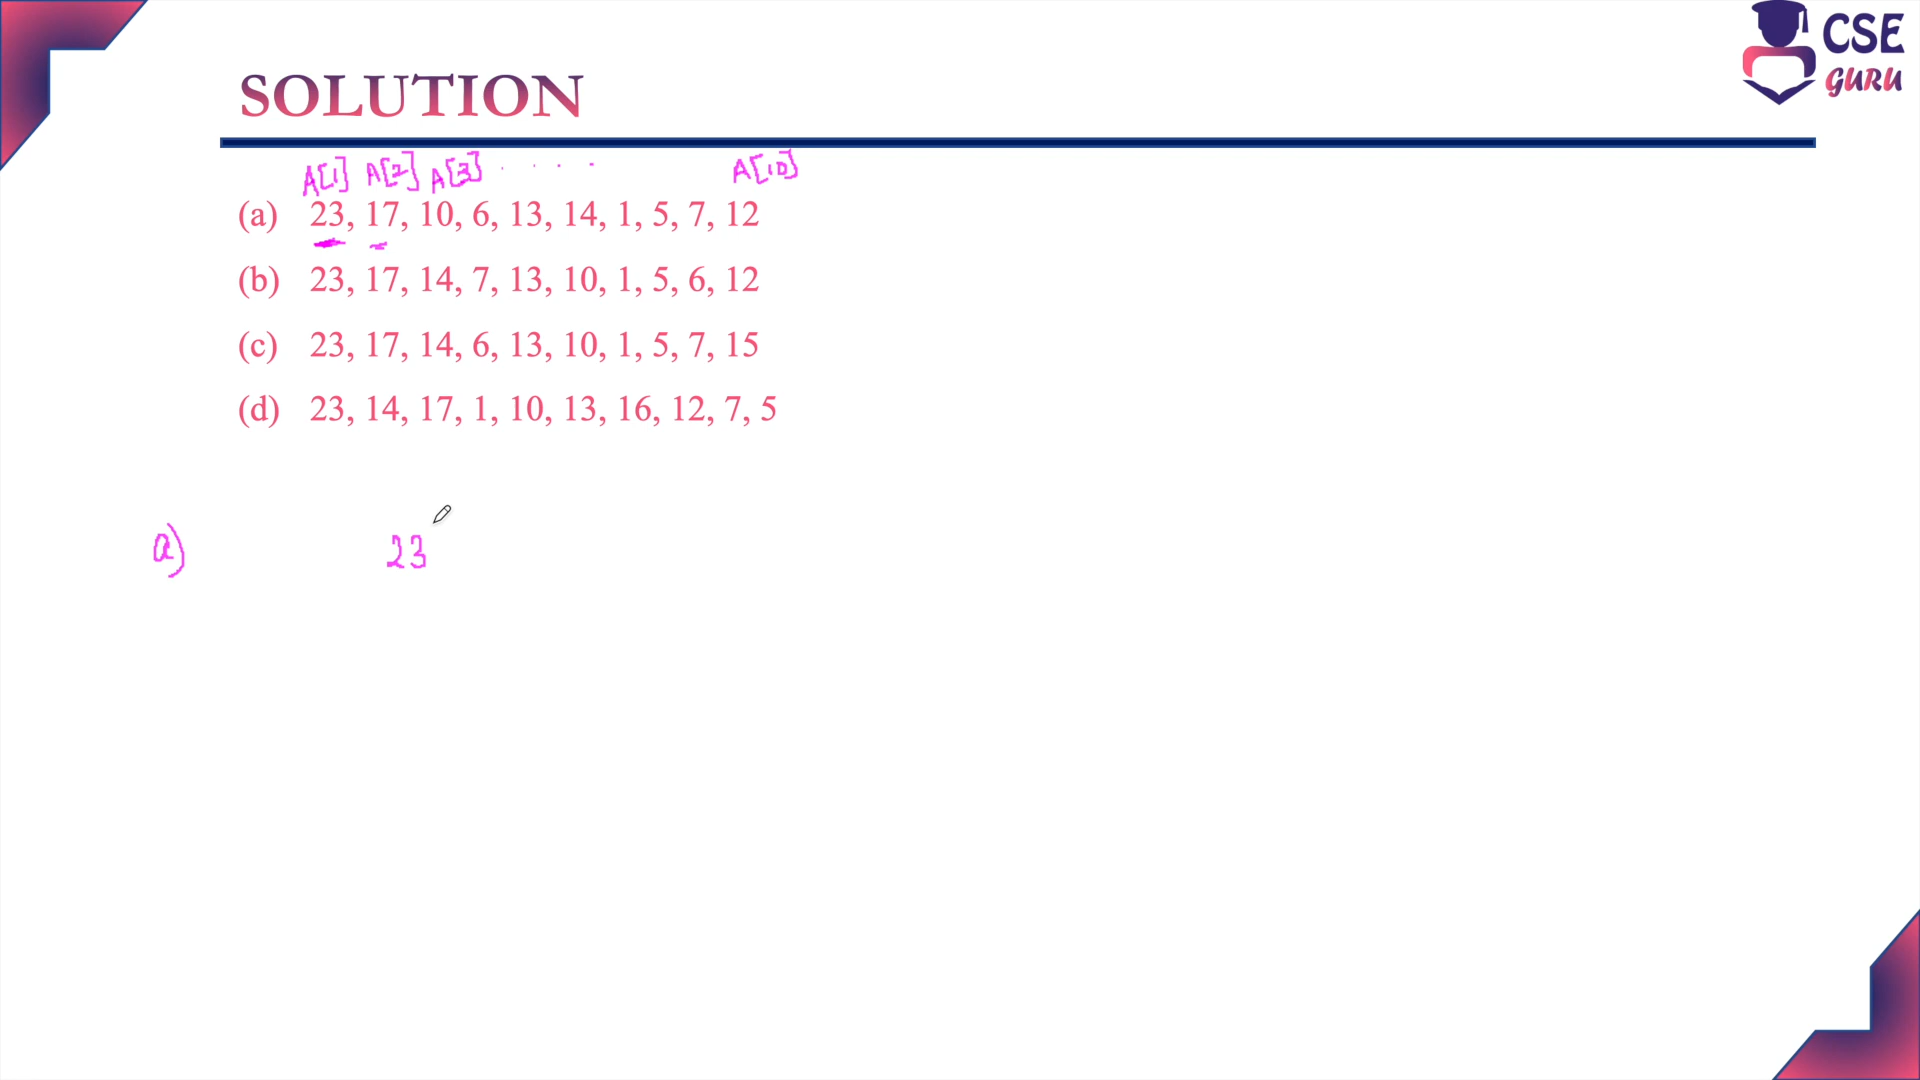 CSE
GURU
SOLUTION
A[1] A[2] A[3] . . . . A[10]
(a) 23, 17, 10, 6, 13, 14, 1, 5, 7, 12
(b) 23, 17, 14, 7, 13, 10, 1, 5, 6, 12
(c) 23, 17, 14, 6, 13, 10, 1, 5, 7, 15
(d) 23, 14, 17, 1, 10, 13, 16, 12, 7, 5
a) 23